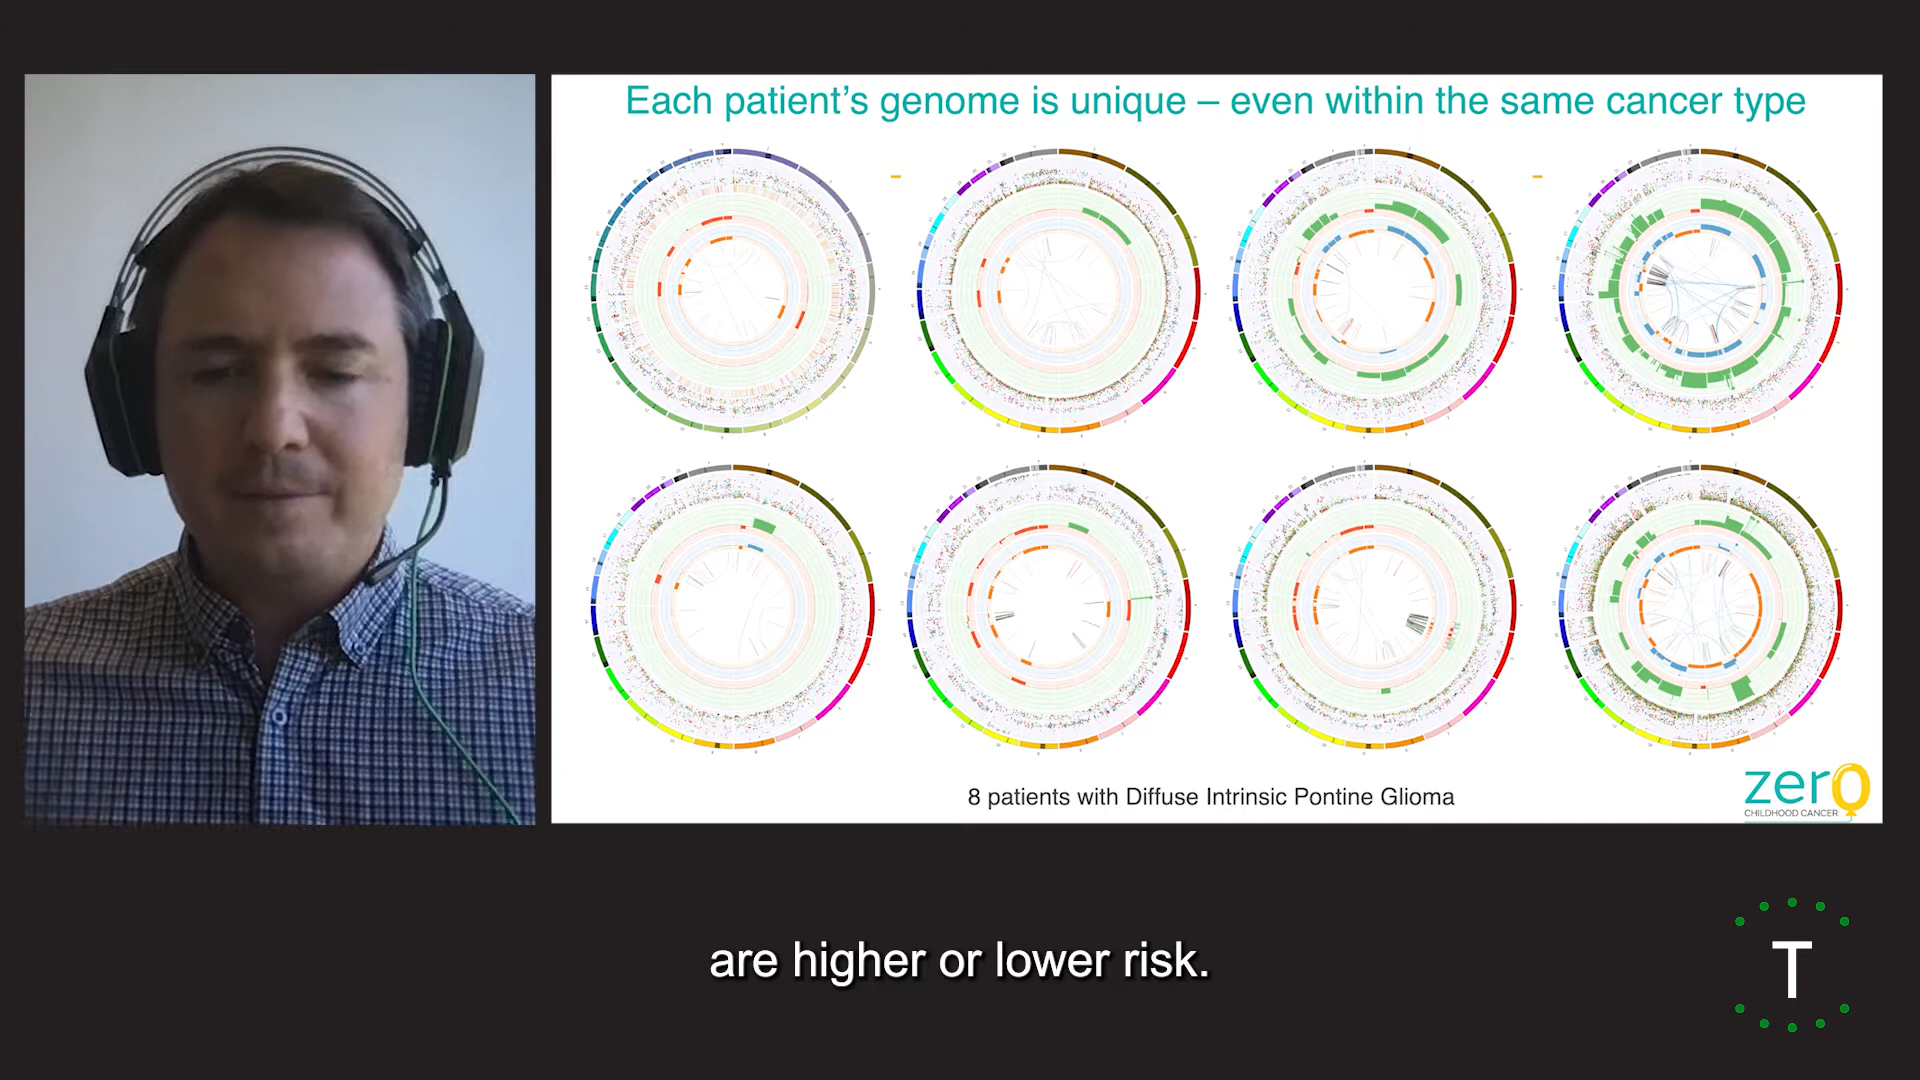 Each patient’s genome is unique – even within the same cancer type
8 patients with Diffuse Intrinsic Pontine Glioma
zero
CHILDHOOD CANCER
are higher or lower risk.
T